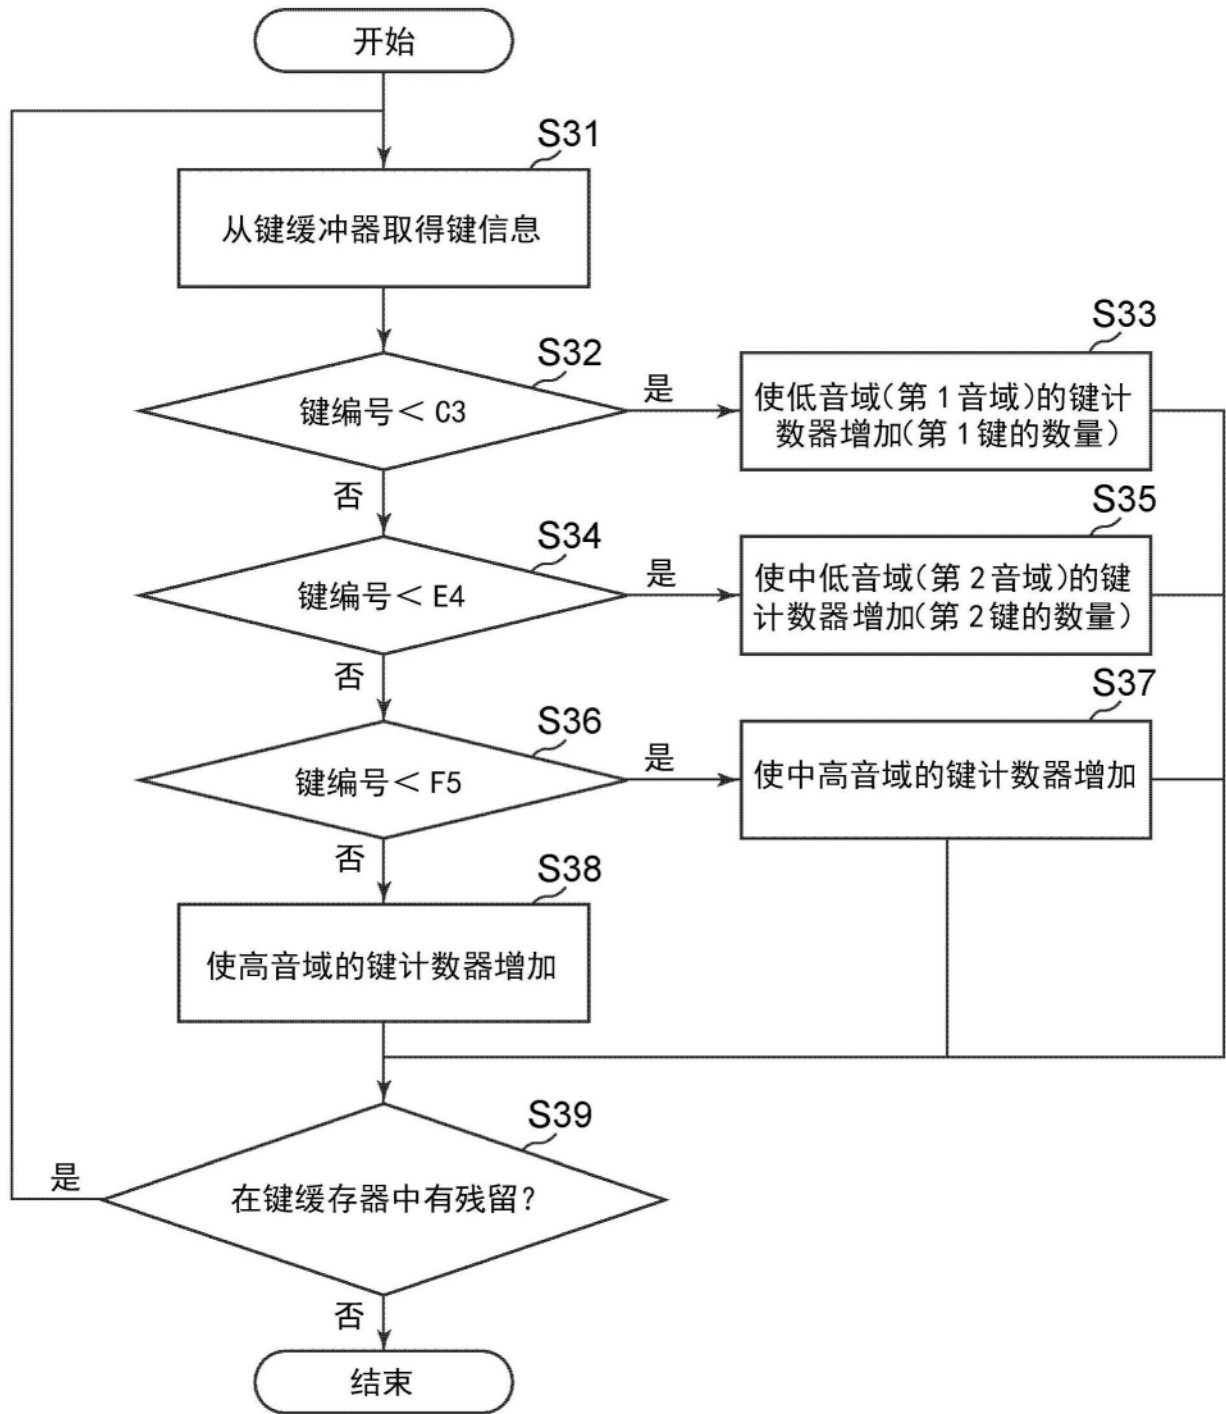 开始
S31
从键缓冲器取得键信息
S32
键编号＜C3
是
S33
使低音域(第1音域)的键计
数器增加(第1键的数量)
否
S34
键编号＜E4
是
S35
使中低音域(第2音域)的键
计数器增加(第2键的数量)
否
S36
键编号＜F5
是
S37
使中高音域的键计数器增加
否
S38
使高音域的键计数器增加
S39
在键缓存器中有残留?
是
否
结束